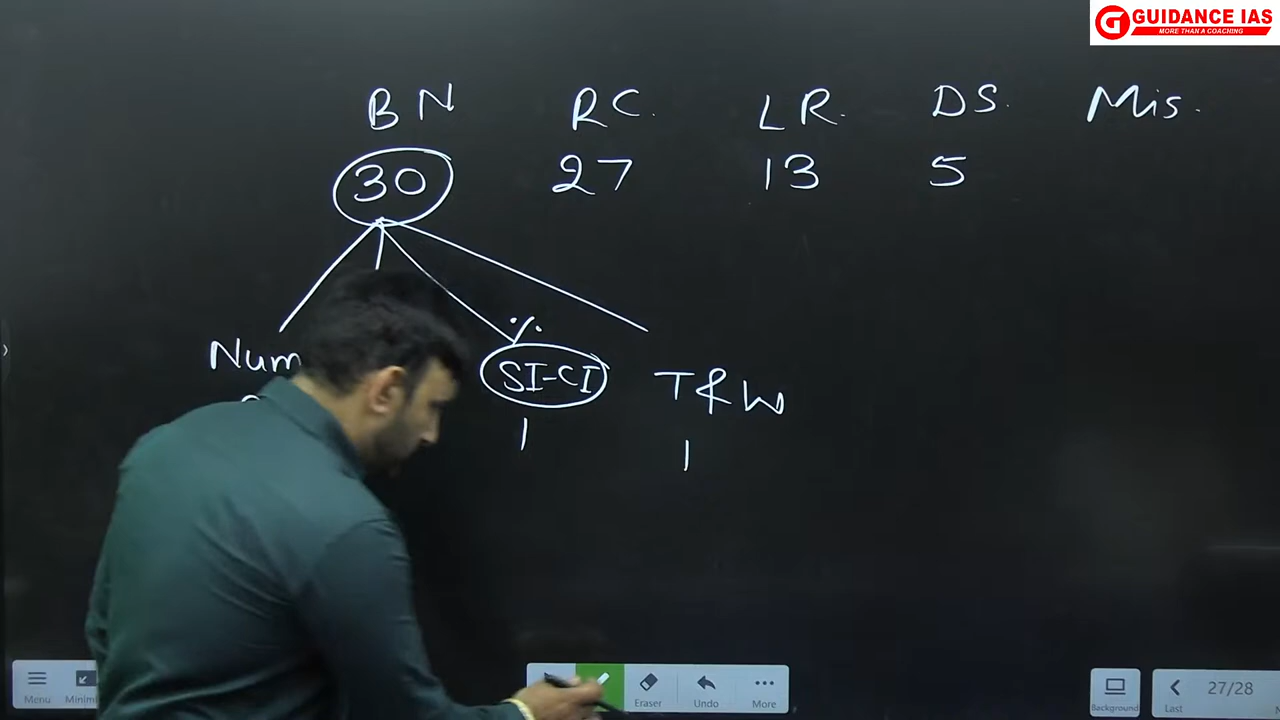 GUIDANCE IAS
MORE THAN A COACHING
BN RC. LR. DS. Mis.
30 27 13 5
%
Num SI-CI T & W
1 1
Menu Eraser Undo More Background Last 27/28